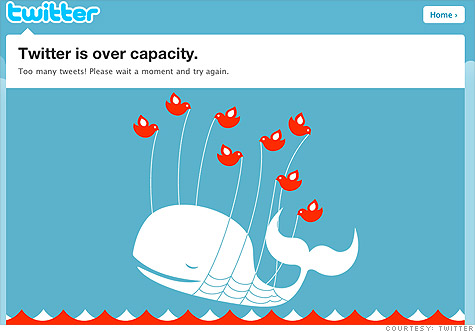 twitter
Home ›
Twitter is over capacity.
Too many tweets! Please wait a moment and try again.
COURTESY: TWITTER